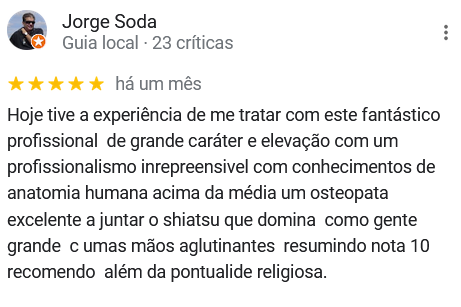 Jorge Soda
Guia local · 23 críticas
há um mês
Hoje tive a experiência de me tratar com este fantástico
profissional de grande caráter e elevação com um
profissionalismo inrepreensivel com conhecimentos de
anatomia humana acima da média um osteopata
excelente a juntar o shiatsu que domina como gente
grande c umas mãos aglutinantes resumindo nota 10
recomendo além da pontualide religiosa.